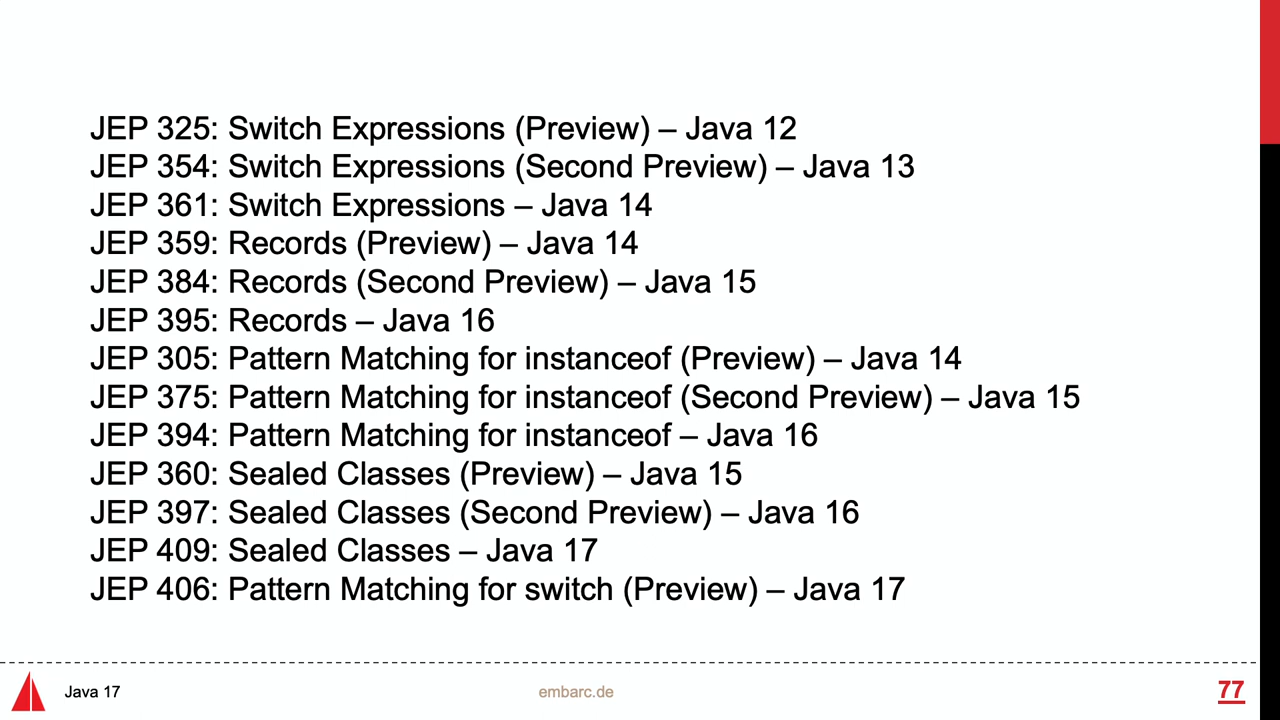 JEP 325: Switch Expressions (Preview) – Java 12
JEP 354: Switch Expressions (Second Preview) – Java 13
JEP 361: Switch Expressions – Java 14
JEP 359: Records (Preview) – Java 14
JEP 384: Records (Second Preview) – Java 15
JEP 395: Records – Java 16
JEP 305: Pattern Matching for instanceof (Preview) – Java 14
JEP 375: Pattern Matching for instanceof (Second Preview) – Java 15
JEP 394: Pattern Matching for instanceof – Java 16
JEP 360: Sealed Classes (Preview) – Java 15
JEP 397: Sealed Classes (Second Preview) – Java 16
JEP 409: Sealed Classes – Java 17
JEP 406: Pattern Matching for switch (Preview) – Java 17
Java 17
embarc.de
77